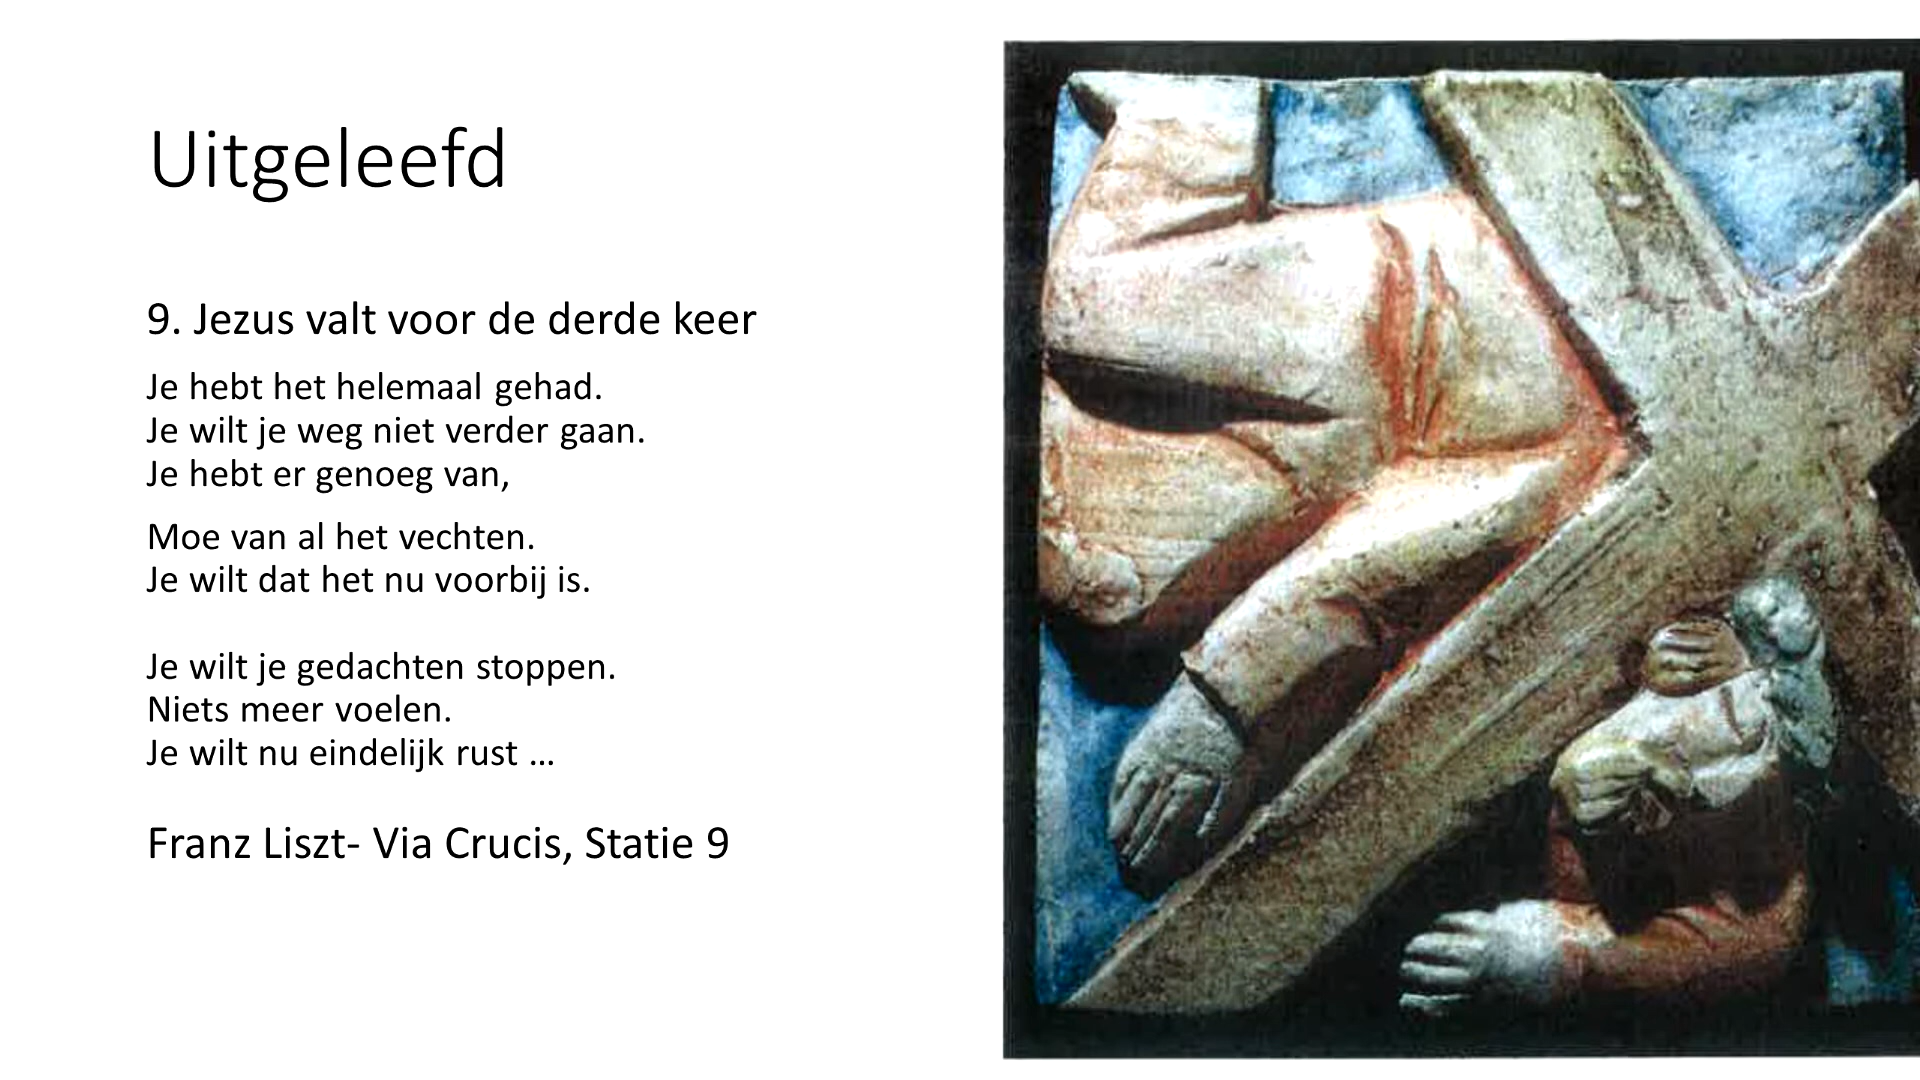 Uitgeleefd
9. Jezus valt voor de derde keer
Je hebt het helemaal gehad.
Je wilt je weg niet verder gaan.
Je hebt er genoeg van,
Moe van al het vechten.
Je wilt dat het nu voorbij is.
Je wilt je gedachten stoppen.
Niets meer voelen.
Je wilt nu eindelijk rust …
Franz Liszt- Via Crucis, Statie 9